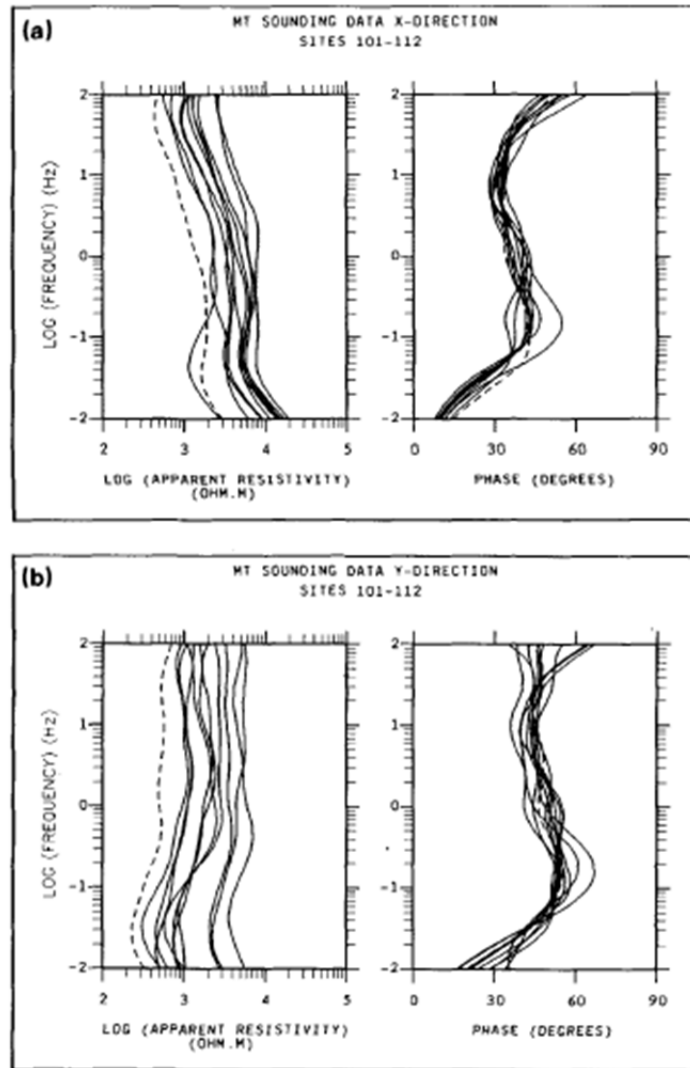 (a)
MT SOUNDING DATA X-DIRECTION
SITES 101-112
LOG (FREQUENCY) (Hz)
2
1
0
-1
-2
2 3 4 5
0 30 60 90
LOG (APPARENT RESISTIVITY)
(OHM.M)
PHASE (DEGREES)
(b)
MT SOUNDING DATA Y-DIRECTION
SITES 101-112
LOG (FREQUENCY) (Hz)
2
1
0
-1
-2
2 3 4 5
0 30 60 90
LOG (APPARENT RESISTIVITY)
(OHM.M)
PHASE (DEGREES)